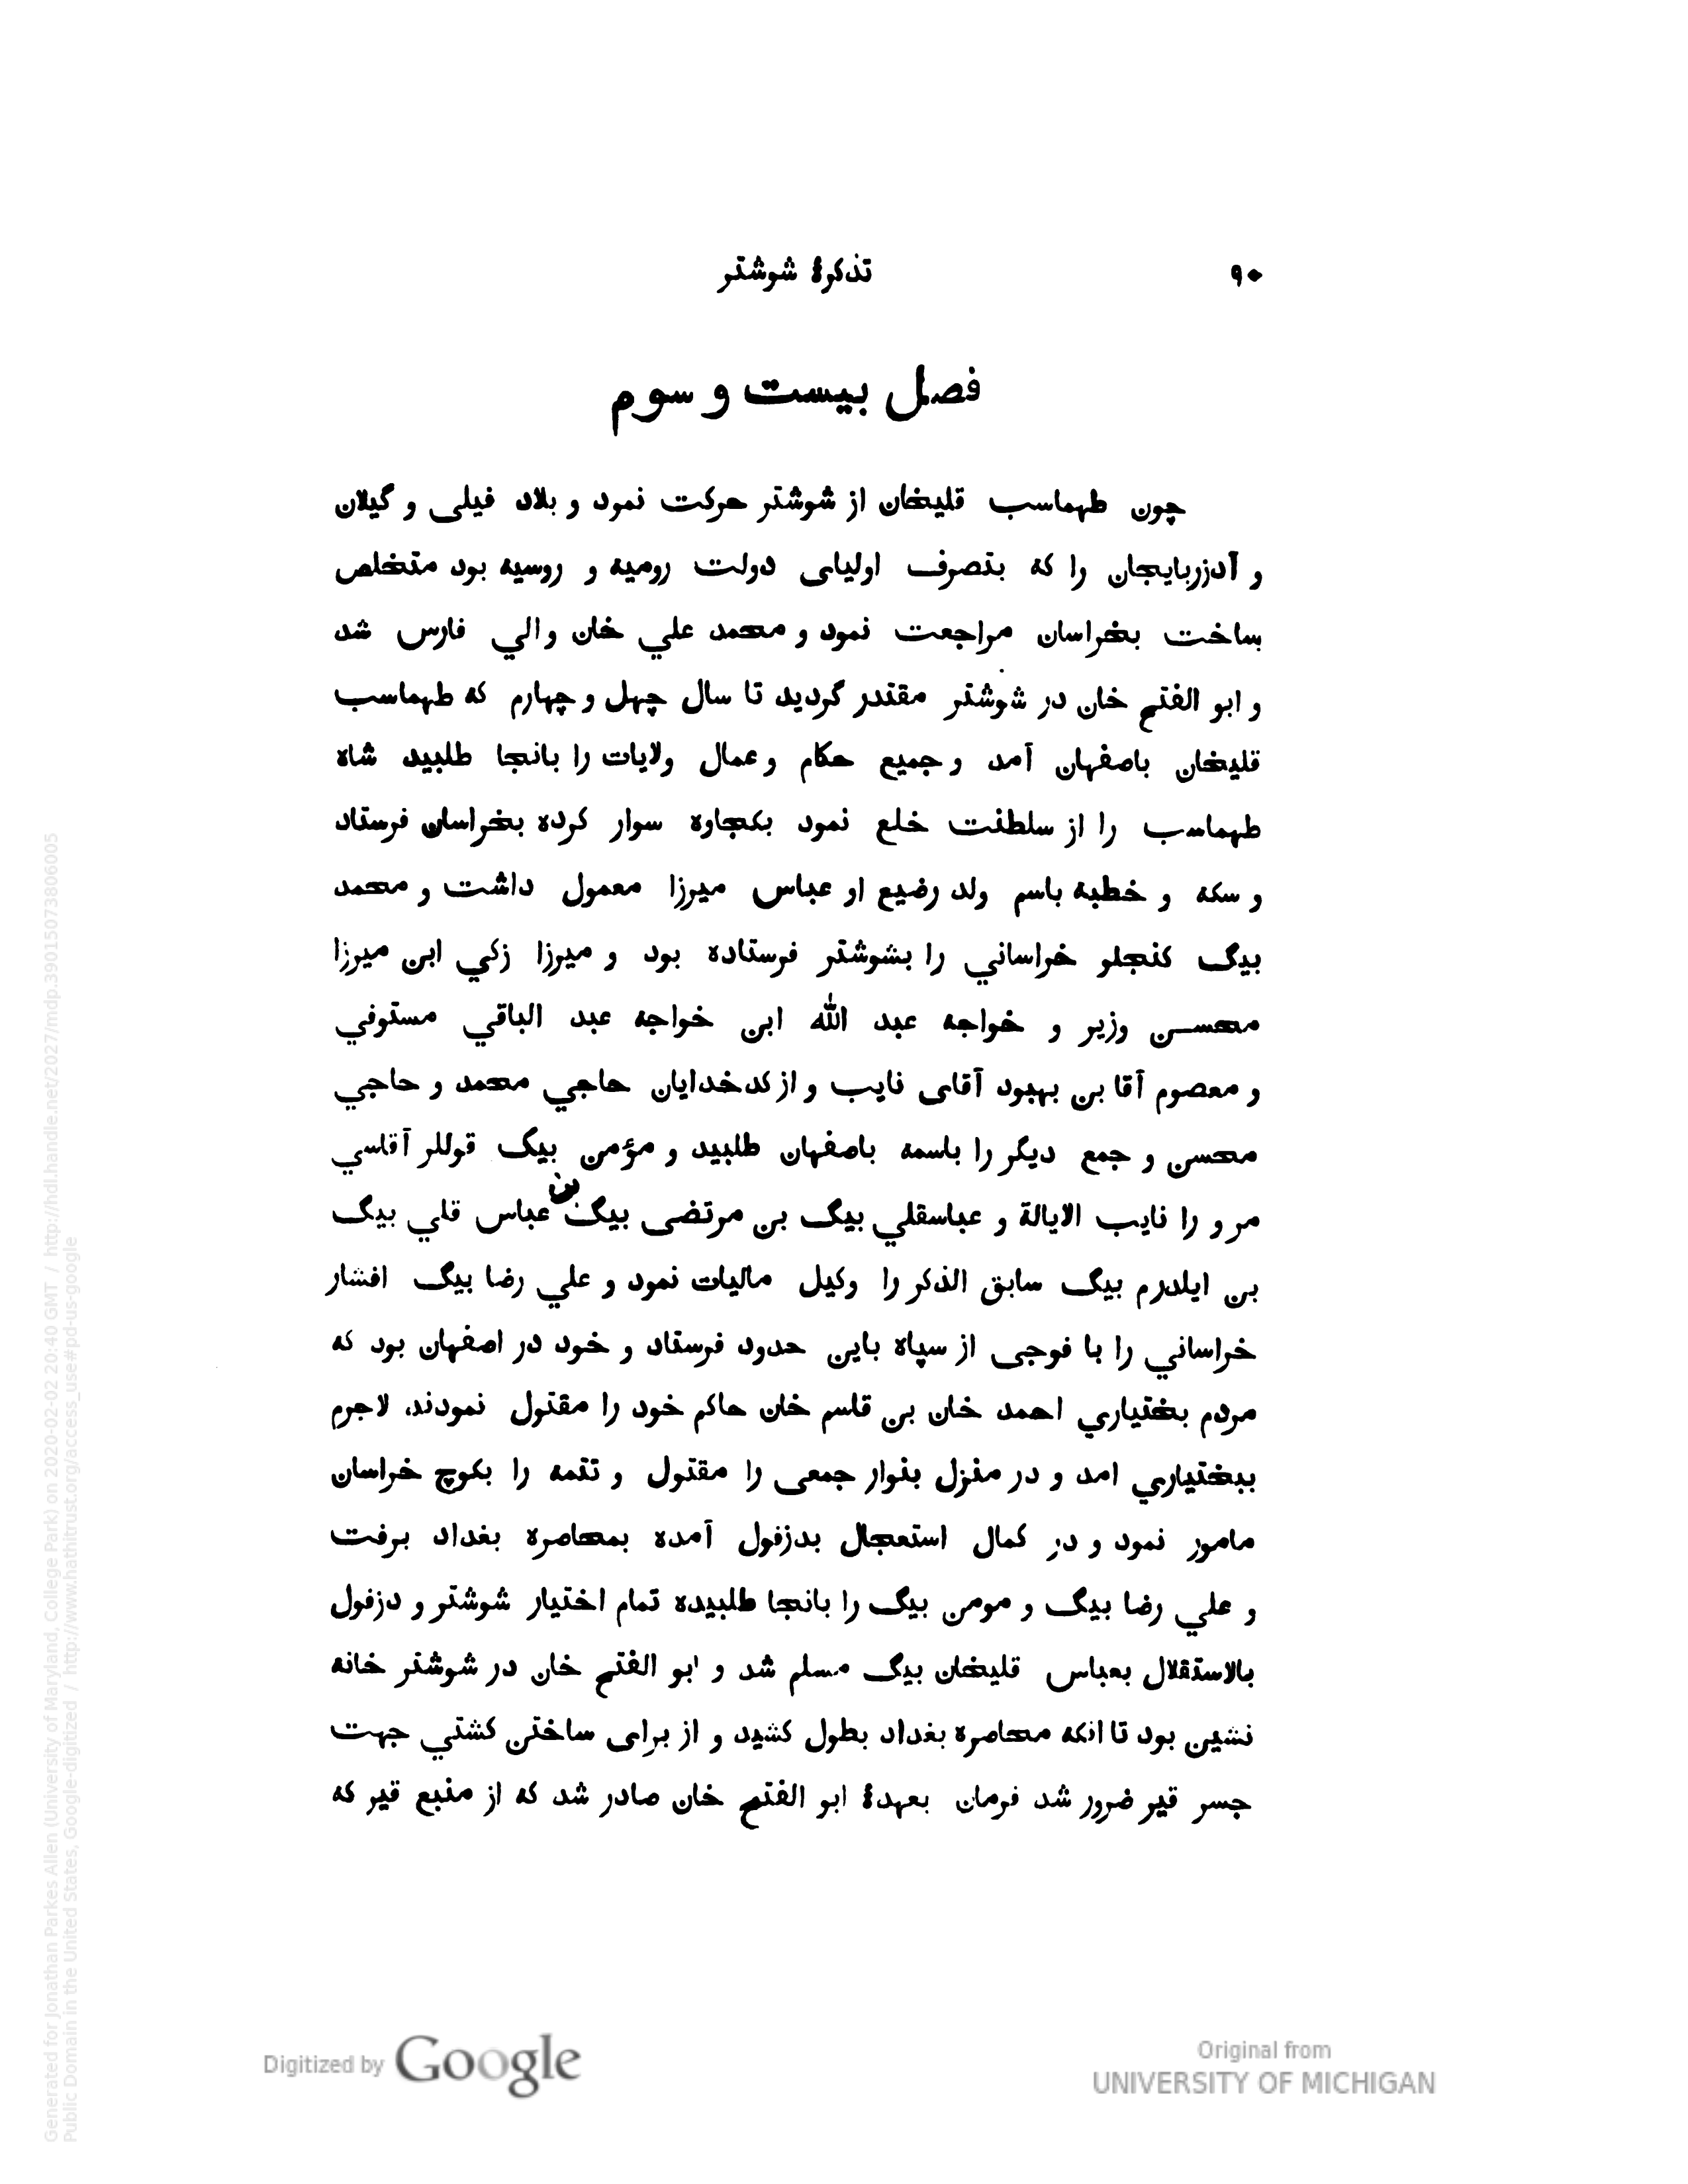 ۹۰
تذکرۀ شوشتر
فصل بیست و سوم
چون طهماسب قلیخان از شوشتر حرکت نمود و بلاد فیلی و گیلان
و آذربایجان را که بتصرف اولیای دولت رومیه و روسیه بود متخلص
ساخت بخراسان مراجعت نمود و محمد علي خان والي فارس شد
و ابو الفتح خان در شوشتر مقتدر گردید تا سال چهل و چهارم که طهماسب
قلیخان باصفهان آمد و جمیع حکام و عمال ولایات را بانجا طلبید شاه
طهماسب را از سلطنت خلع نمود بکجاوه سوار کرده بخراسان فرستاد
و سکه و خطبه باسم ولد رضیع او عباس میرزا معمول داشت و محمد
بیگ کنجلو خراساني را بشوشتر فرستاده بود و میرزا زکي ابن میرزا
محسن وزیر و خواجه عبد الله ابن خواجه عبد الباقي مستوفي
و معصوم آقا بن بهبود آقای نایب و از کدخدایان حاجي محمد و حاجي
محسن و جمع دیگر را باسمه باصفهان طلبید و مؤمن بیگ قوللر آقاسي
مر و را نایب الایالة و عباسقلي بیگ بن مرتضی بیگ بن عباس قلي بیگ
بن ایلدرم بیگ سابق الذکر را وکیل مالیات نمود و علي رضا بیگ افشار
خراساني را با فوجی از سپاه باین حدود فرستاد و خود در اصفهان بود که
مردم بختیاري احمد خان بن قاسم خان حاکم خود را مقتول نمودند، لاجرم
ببختیاري امد و در منزل بنوار جمعی را مقتول و تتمه را بکوچ خراسان
مامور نمود و در کمال استعجال بدزفول آمده بمحاصره بغداد برفت
و علي رضا بیگ و مومن بیگ را بانجا طلبیده تمام اختیار شوشتر و دزفول
بالاستقلال بعباس قلیخان بیگ مسلم شد و ابو الفتح خان در شوشتر خانه
نشین بود تا انکه محاصره بغداد بطول کشید و از برای ساختن کشتي جهت
جسر قیر ضرور شد فرمان بعهدۀ ابو الفتح خان صادر شد که از منبع قیر که
Generated for Jonathan Parkes Allen (University of Maryland, College Park) on 2020-02-02 20:40 GMT / http://hdl.handle.net/2027/mdp.39015073806005
Public Domain in the United States, Google-digitized / http://www.hathitrust.org/access_use#pd-us-google
Digitized by Google
Original from
UNIVERSITY OF MICHIGAN